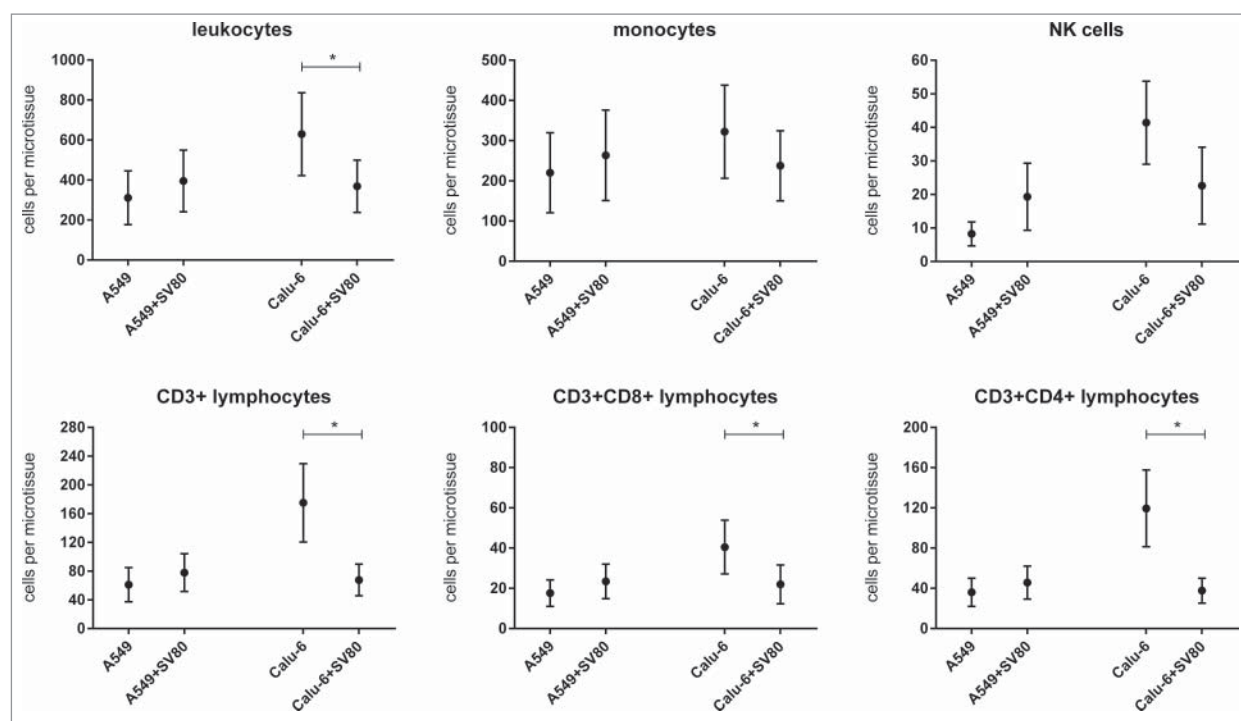 leukocytes
cells per microtissue
1000
800
600
400
200
0
*
A549
A549+SV80
Calu-6
Calu-6+SV80
monocytes
cells per microtissue
500
400
300
200
100
0
A549
A549+SV80
Calu-6
Calu-6+SV80
NK cells
cells per microtissue
60
50
40
30
20
10
0
A549
A549+SV80
Calu-6
Calu-6+SV80
CD3+ lymphocytes
cells per microtissue
280
240
200
160
120
80
40
0
*
A549
A549+SV80
Calu-6
Calu-6+SV80
CD3+CD8+ lymphocytes
cells per microtissue
100
80
60
40
20
0
*
A549
A549+SV80
Calu-6
Calu-6+SV80
CD3+CD4+ lymphocytes
cells per microtissue
200
160
120
80
40
0
*
A549
A549+SV80
Calu-6
Calu-6+SV80